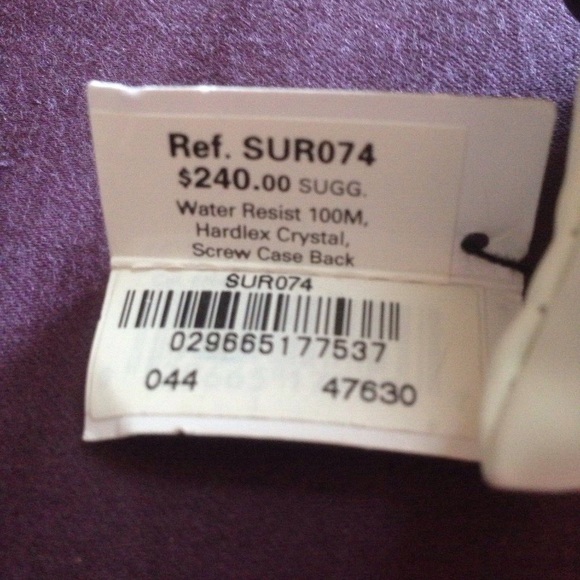 Ref. SUR074
$240.00 SUGG.
Water Resist 100M,
Hardlex Crystal,
Screw Case Back
SUR074
029665177537
044 47630